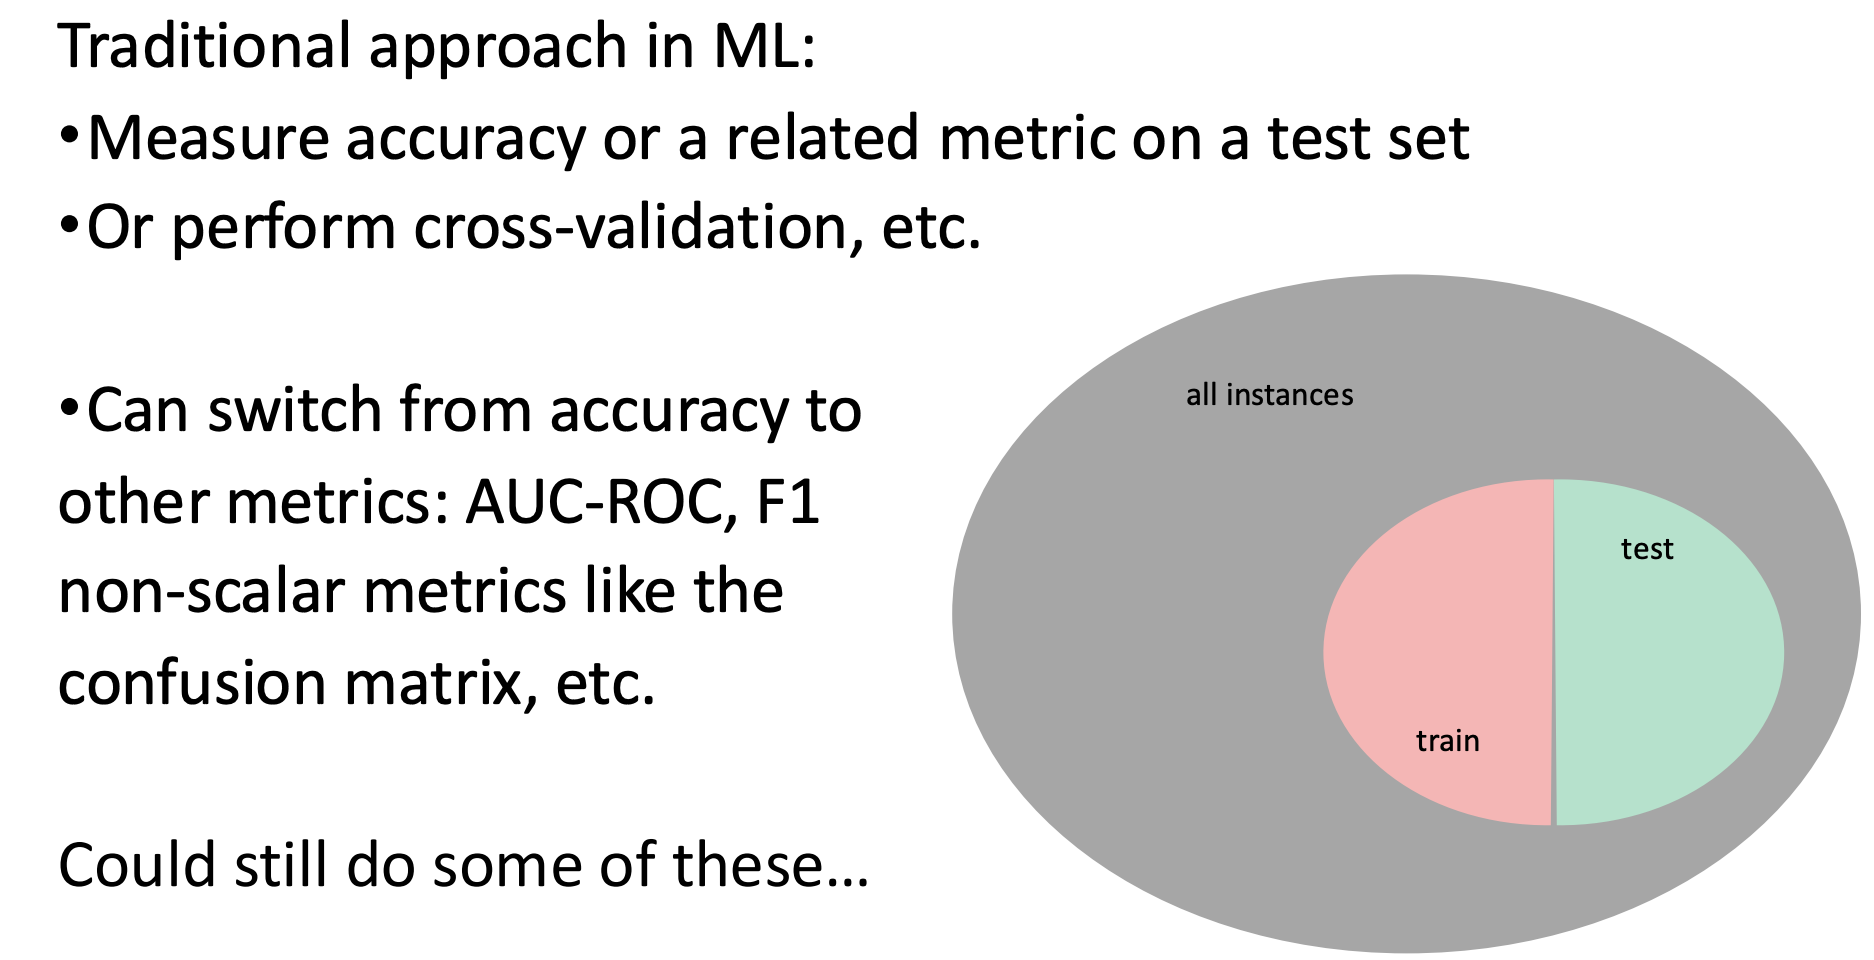 Traditional approach in ML:
•Measure accuracy or a related metric on a test set
•Or perform cross-validation, etc.
•Can switch from accuracy to
other metrics: AUC-ROC, F1
non-scalar metrics like the
confusion matrix, etc.
Could still do some of these…
all instances
test
train